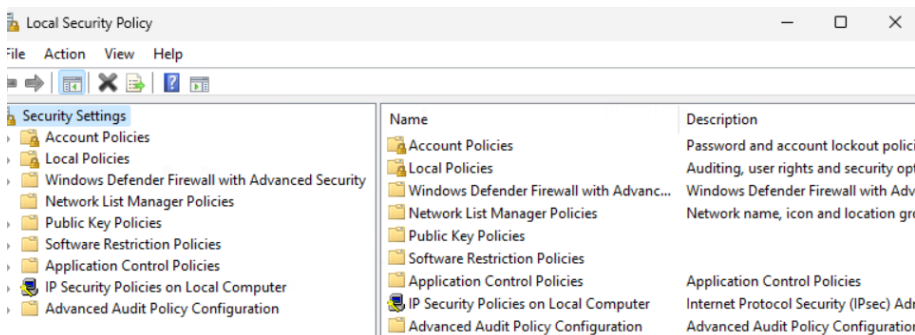 Local Security Policy
File Action View Help
Security Settings
Account Policies
Local Policies
Windows Defender Firewall with Advanced Security
Network List Manager Policies
Public Key Policies
Software Restriction Policies
Application Control Policies
IP Security Policies on Local Computer
Advanced Audit Policy Configuration
Name Description
Account Policies Password and account lockout polici
Local Policies Auditing, user rights and security opt
Windows Defender Firewall with Advanc... Windows Defender Firewall with Adv
Network List Manager Policies Network name, icon and location gro
Public Key Policies
Software Restriction Policies
Application Control Policies Application Control Policies
IP Security Policies on Local Computer Internet Protocol Security (IPsec) Adr
Advanced Audit Policy Configuration Advanced Audit Policy Configuration